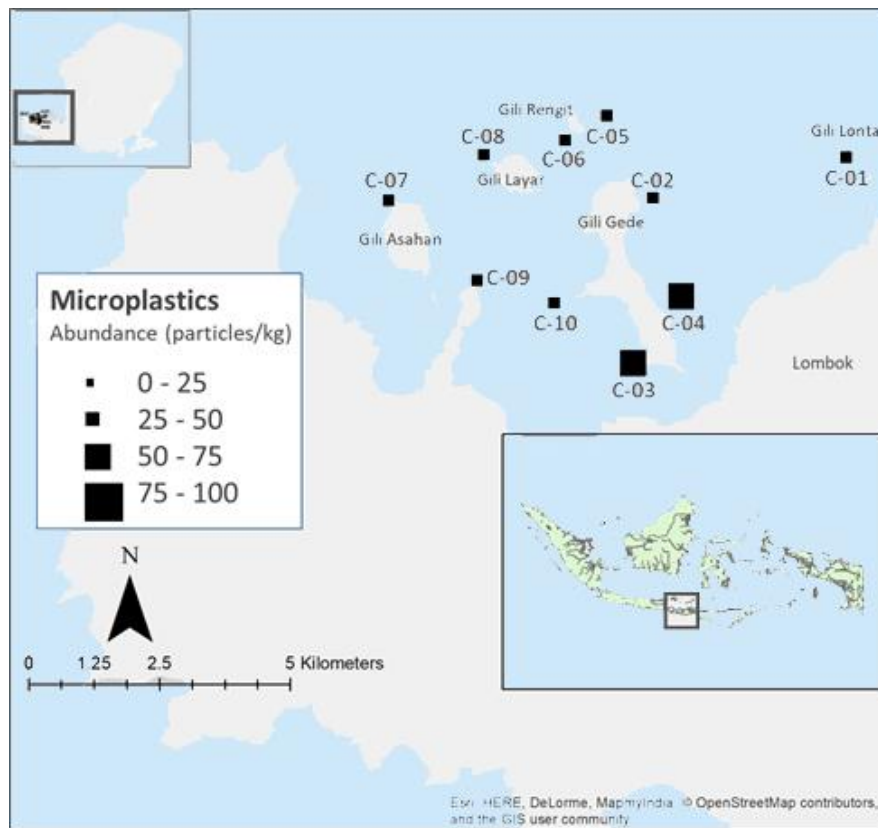 Gili Rengit
C-05
C-08
C-06
Gili Lonta
C-01
C-07
Gili Layar
C-02
Gili Gede
Gili Asahan
C-09
C-10
C-04
C-03
Lombok
Microplastics
Abundance (particles/kg)
0 - 25
25 - 50
50 - 75
75 - 100
N
0 1.25 2.5 5 Kilometers
Esri, HERE, DeLorme, MapmyIndia, © OpenStreetMap contributors,
and the GIS user community